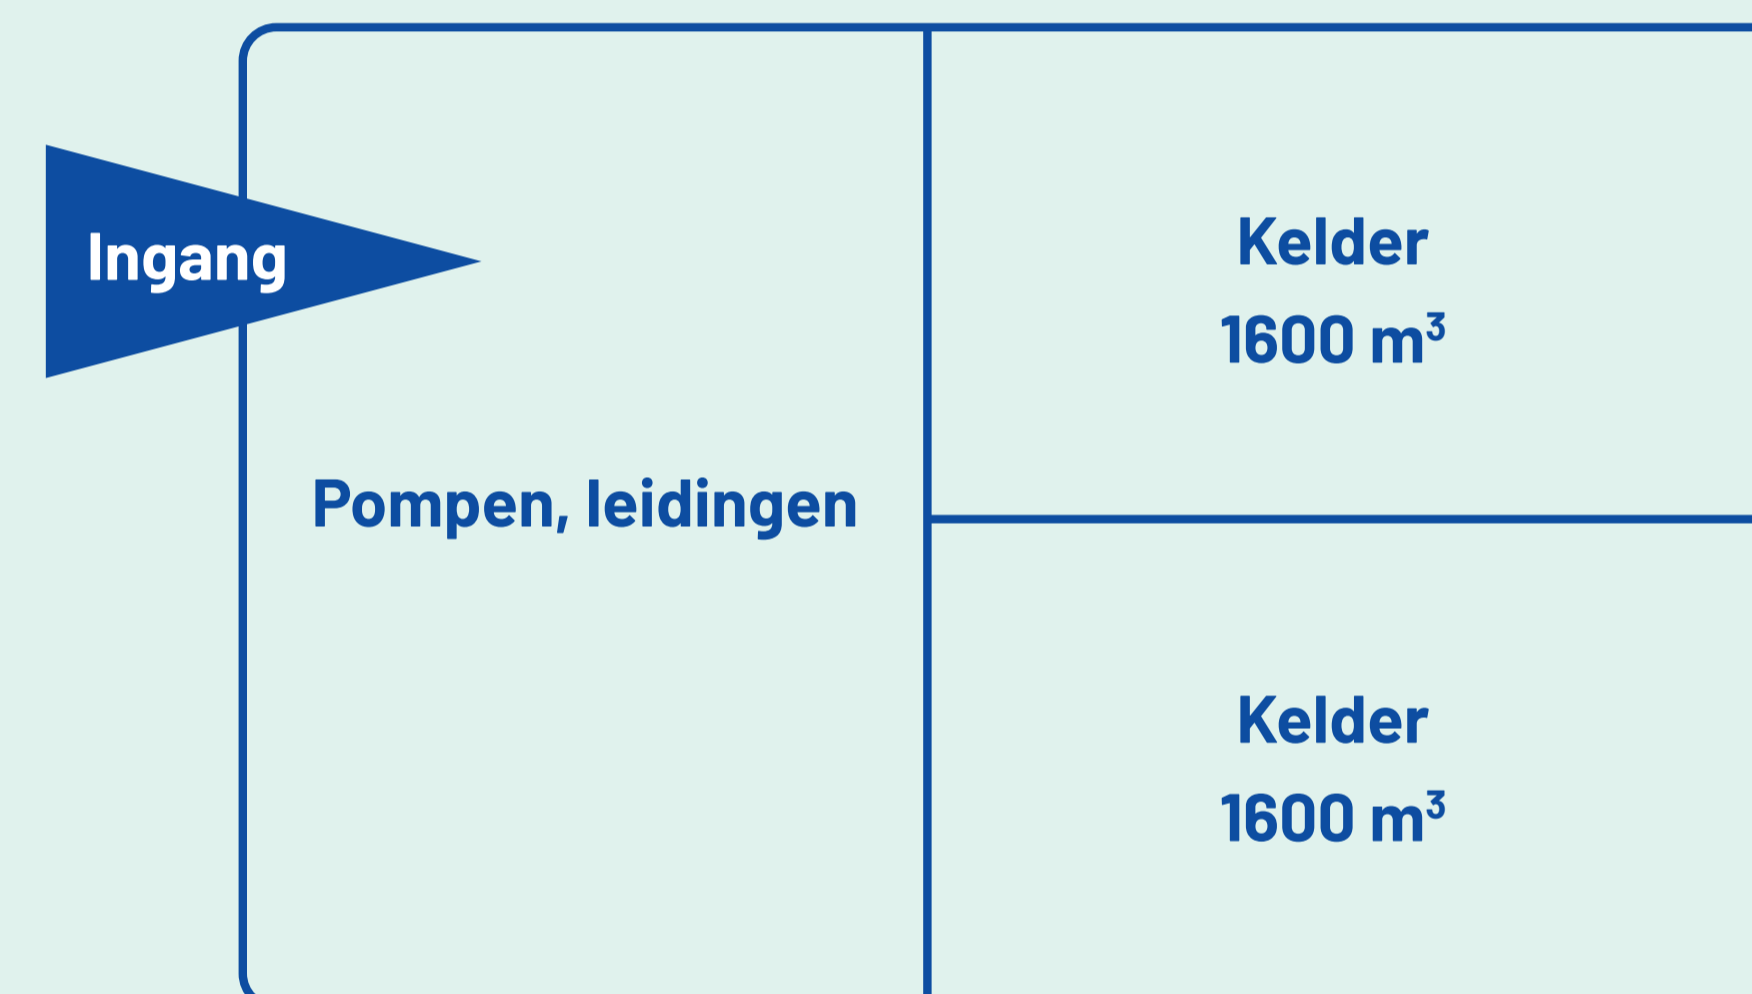 Ingang
Pompen, leidingen
Kelder
1600 m³
Kelder
1600 m³